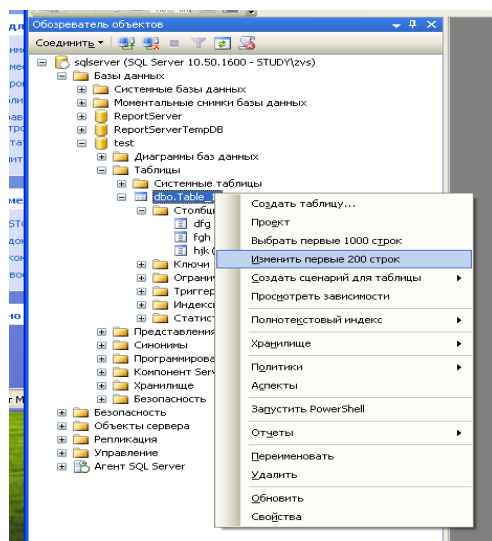 Обозреватель объектов
Соединить
sqlserver (SQL Server 10.50.1600 - STUDY\zvs)
Базы данных
Системные базы данных
Моментальные снимки базы данных
ReportServer
ReportServerTempDB
test
Диаграммы баз данных
Таблицы
Системные таблицы
dbo.Table_1
Столбц
dfg
fgh
hjk (
Ключи
Ограни
Триггер
Индекс
Статист
Представления
Синонимы
Программирова
Компонент Serv
Хранилище
Безопасность
Безопасность
Объекты сервера
Репликация
Управление
Агент SQL Server
Создать таблицу...
Проект
Выбрать первые 1000 строк
Изменить первые 200 строк
Создать сценарий для таблицы
Просмотреть зависимости
Полнотекстовый индекс
Хранилище
Политики
Аспекты
Запустить PowerShell
Отчеты
Переименовать
Удалить
Обновить
Свойства